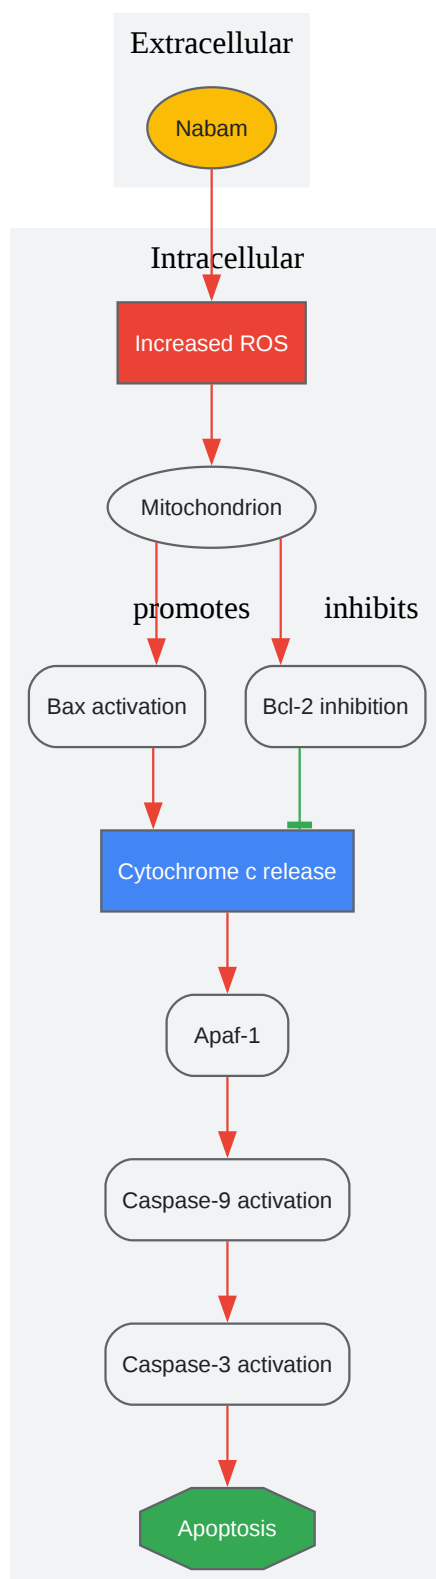 Extracellular
Nabam
Intracellular
Increased ROS
Mitochondrion
promotes
inhibits
Bax activation
Bcl-2 inhibition
Cytochrome c release
Apaf-1
Caspase-9 activation
Caspase-3 activation
Apoptosis